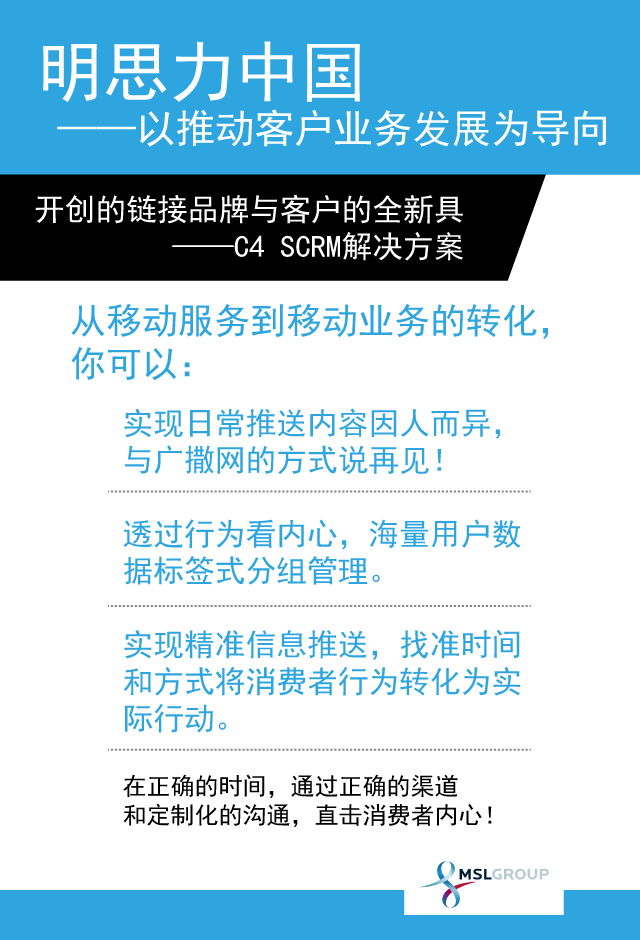 明思力中国
——以推动客户业务发展为导向
开创的链接品牌与客户的全新具
——C4 SCRM解决方案
从移动服务到移动业务的转化，
你可以：
实现日常推送内容因人而异，
与广撒网的方式说再见！
透过行为看内心，海量用户数
据标签式分组管理。
实现精准信息推送，找准时间
和方式将消费者行为转化为实
际行动。
在正确的时间，通过正确的渠道
和定制化的沟通，直击消费者内心！
MSLGROUP